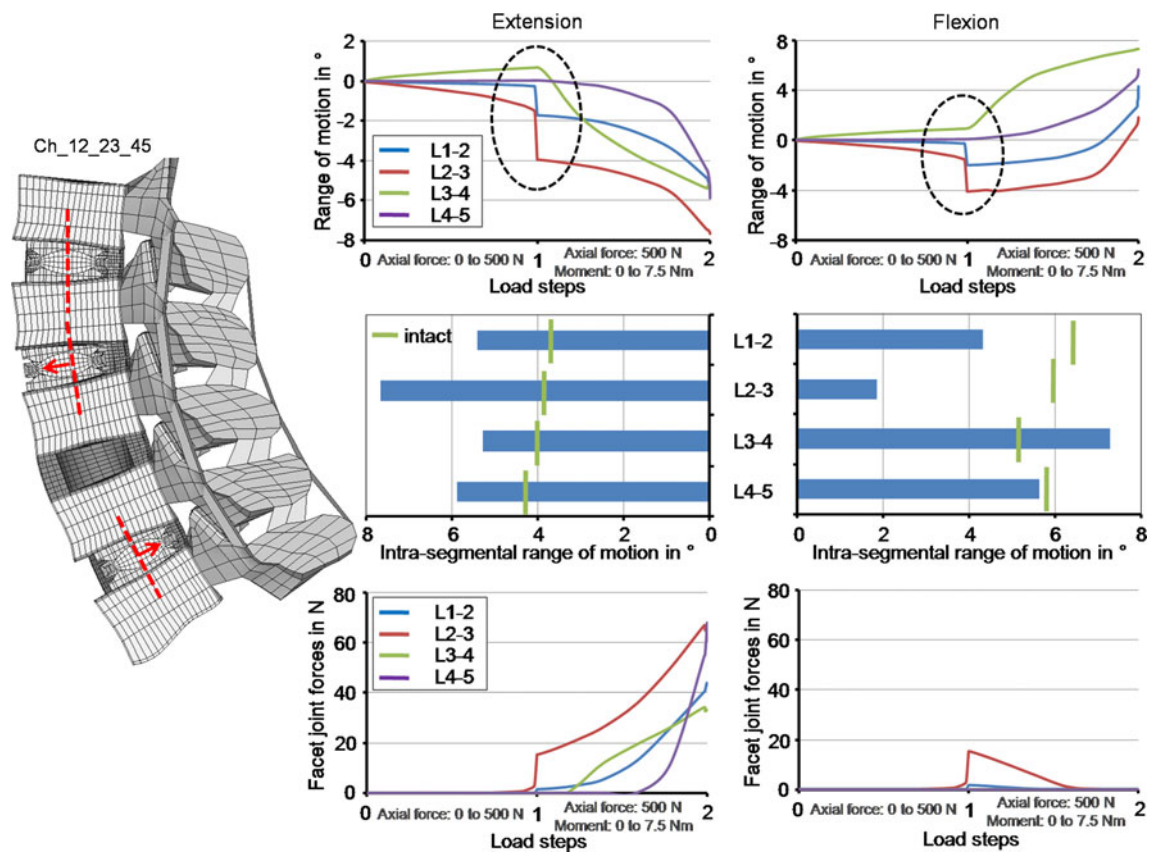 Extension
Flexion
Ch_12_23_45
Range of motion in °
2
0
−2
−4
−6
−8
L1-2
L2-3
L3-4
L4-5
0
1
2
Axial force: 0 to 500 N
Axial force: 500 N
Moment: 0 to 7.5 Nm
Load steps
Range of motion in °
8
4
0
−4
−8
0
1
2
Axial force: 0 to 500 N
Axial force: 500 N
Moment: 0 to 7.5 Nm
Load steps
intact
L1-2
L2-3
L3-4
L4-5
8
6
4
2
0
Intra-segmental range of motion in °
0
2
4
6
8
Intra-segmental range of motion in °
Facet joint forces in N
80
60
40
20
0
L1-2
L2-3
L3-4
L4-5
0
1
2
Axial force: 0 to 500 N
Axial force: 500 N
Moment: 0 to 7.5 Nm
Load steps
Facet joint forces in N
80
60
40
20
0
0
1
2
Axial force: 0 to 500 N
Axial force: 500 N
Moment: 0 to 7.5 Nm
Load steps